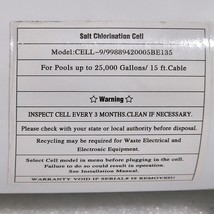 Salt Chlorination Cell
Model:CELL-9/99889420005BE135
For Pools up to 25,000 Gallons/ 15 ft.Cable
☆ Warning ☆
INSPECT CELL EVERY 3 MONTHS.CLEAN IF NECESSARY.
Please check with your state or local authority before disposal.
Recycling may be required for Waste Electrical and
Electronic Equipment.
Select Cell model in menu before plugging in the cell.
Failure to do so could result in operation.
See Installation Manual.
WARRANTY VOID IF SERIALS IS REMOVED!